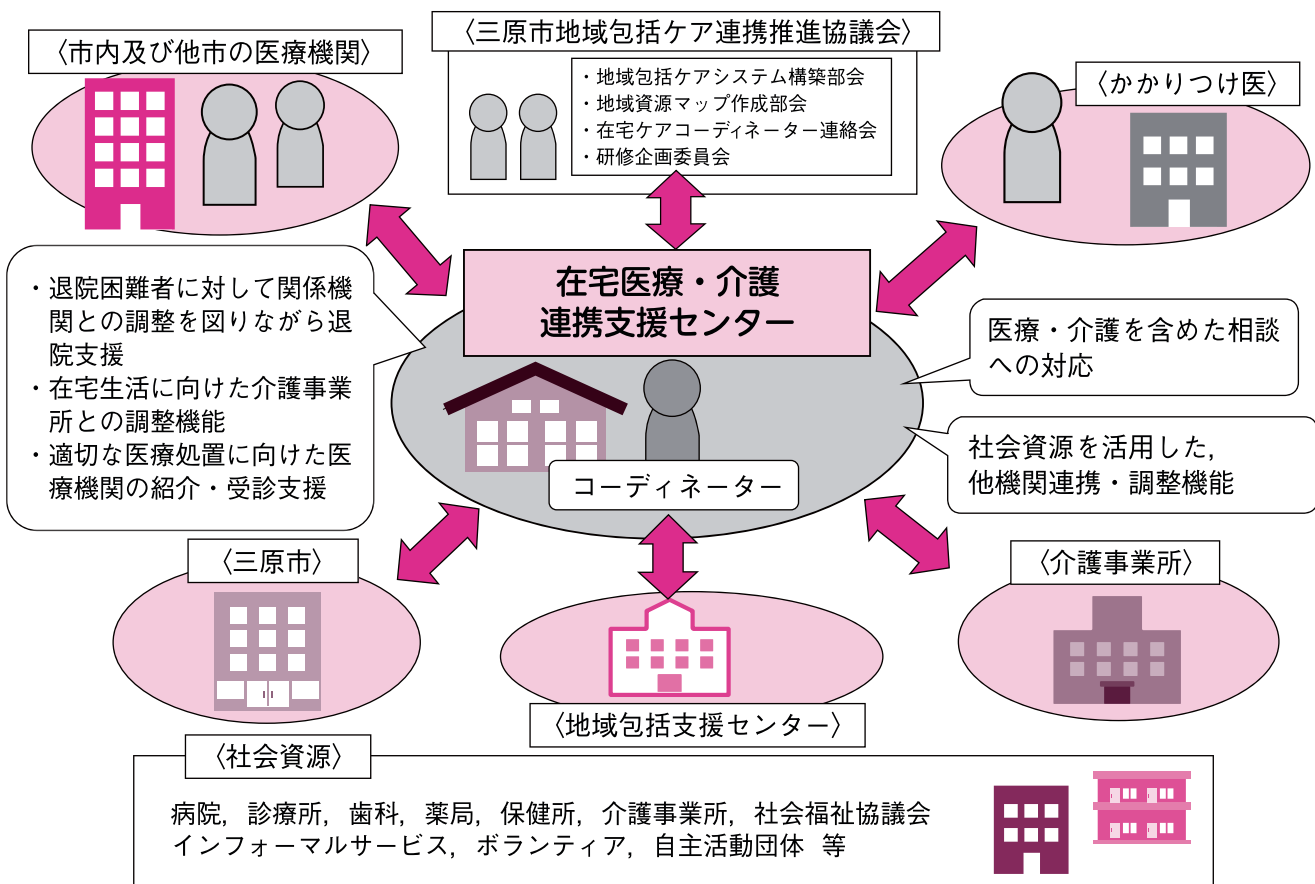 〈市内及び他市の医療機関〉
〈三原市地域包括ケア連携推進協議会〉
・地域包括ケアシステム構築部会
・地域資源マップ作成部会
・在宅ケアコーディネーター連絡会
・研修企画委員会
〈かかりつけ医〉
在宅医療・介護
連携支援センター
・退院困難者に対して関係機
関との調整を図りながら退
院支援
・在宅生活に向けた介護事業
所との調整機能
・適切な医療処置に向けた医
療機関の紹介・受診支援
医療・介護を含めた相談
への対応
社会資源を活用した,
他機関連携・調整機能
コーディネーター
〈三原市〉
〈地域包括支援センター〉
〈介護事業所〉
〈社会資源〉
病院, 診療所, 歯科, 薬局, 保健所, 介護事業所, 社会福祉協議会
インフォーマルサービス, ボランティア, 自主活動団体 等